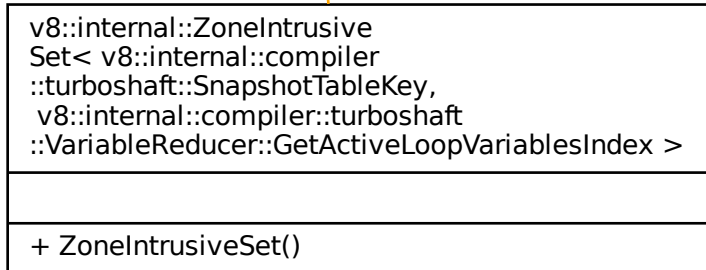 v8::internal::ZoneIntrusive
Set< v8::internal::compiler
::turboshaft::SnapshotTableKey,
v8::internal::compiler::turboshaft
::VariableReducer::GetActiveLoopVariablesIndex >
+ ZoneIntrusiveSet()